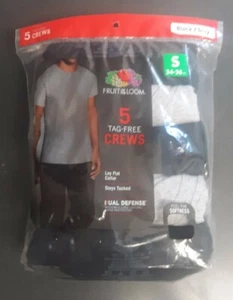 5 CREWS
S
34-36
FRUIT OF THE LOOM
5
TAG-FREE
CREWS
Lay Flat
Collar
Stays Tucked
DUAL DEFENSE
SOFTNESS